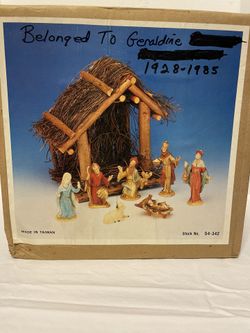 Belonged To Geraldine
1928-1985
MADE IN TAIWAN
Stock No. 54-342